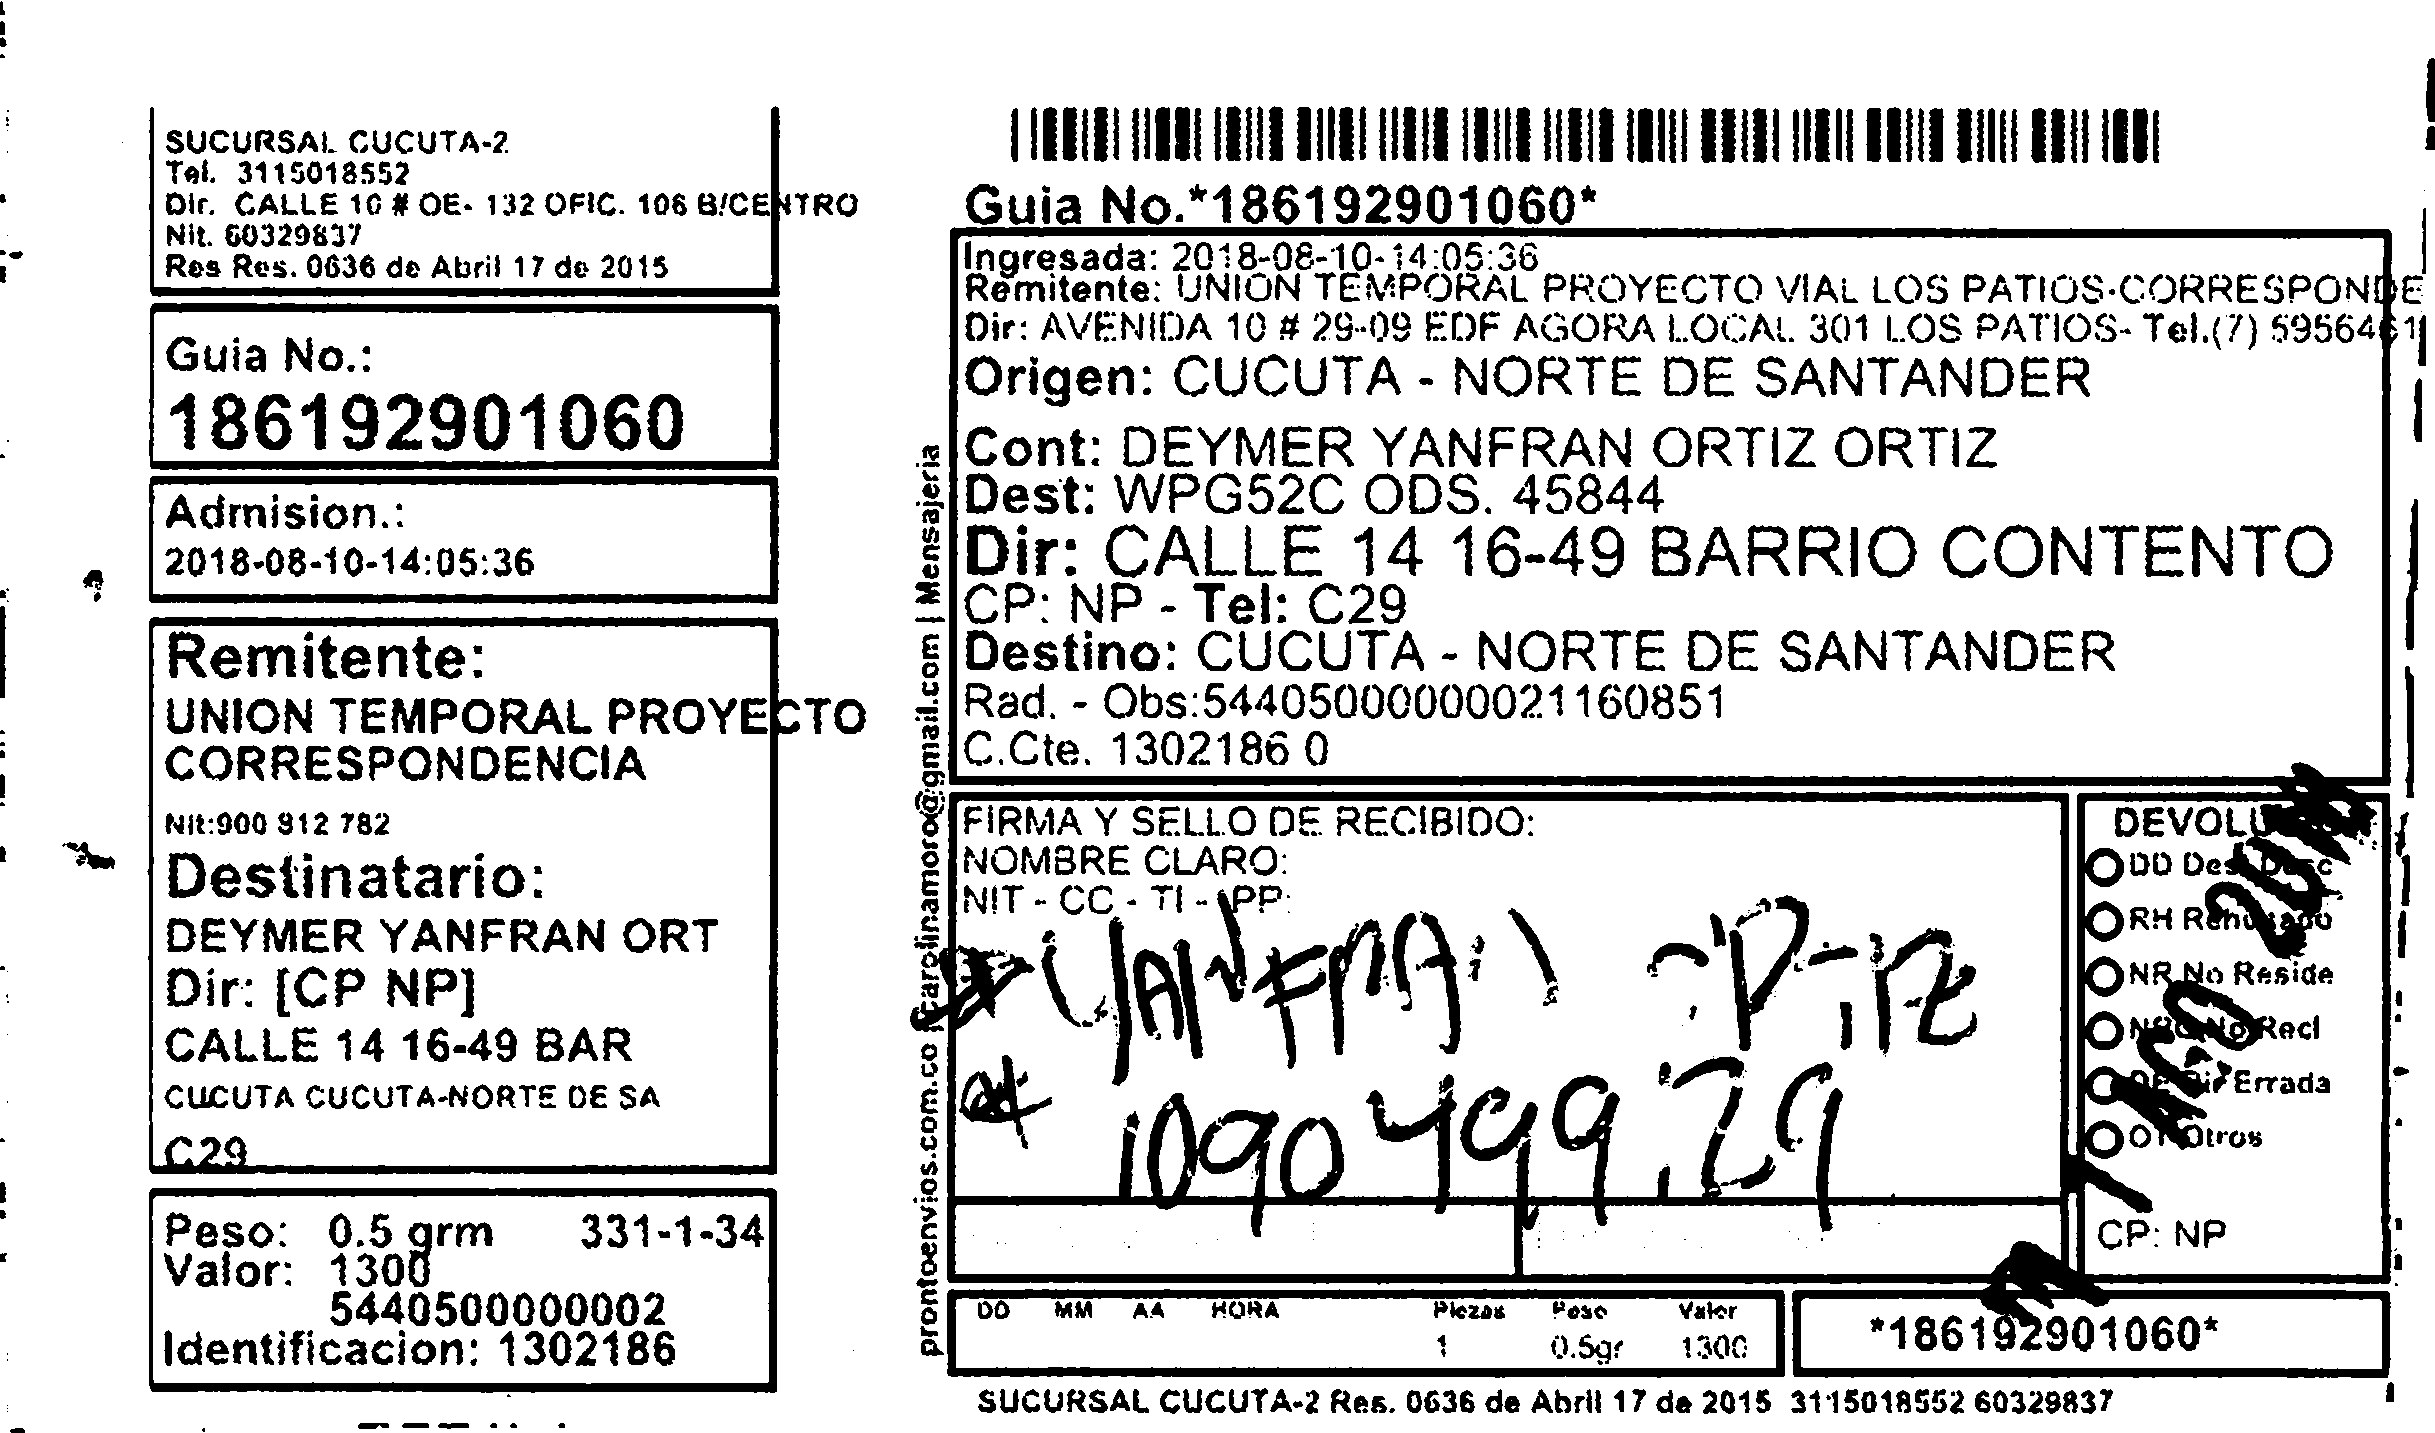 SUCURSAL CUCUTA-2
Tel. 3115018552
Dir. CALLE 10 # OE- 132 OFIC. 106 B/CENTRO
Nit. 60329837
Res Res. 0636 de Abril 17 de 2015
Guia No.:
186192901060
Admision.:
2018-08-10-14:05:36
Remitente:
UNION TEMPORAL PROYECTO
CORRESPONDENCIA
Nit:900 912 782
Destinatario:
DEYMER YANFRAN ORT
Dir: [CP NP]
CALLE 14 16-49 BAR
CUCUTA CUCUTA-NORTE DE SA
C29
Peso: 0.5 grm 331-1-34
Valor: 1300
5440500000002
Identificacion: 1302186
prontoenvios.com.co | carolinamoro@gmail.com | Mensajeria
Guia No.*186192901060*
Ingresada: 2018-08-10-14:05:36
Remitente: UNION TEMPORAL PROYECTO VIAL LOS PATIOS-CORRESPONDE
Dir: AVENIDA 10 # 29-09 EDF AGORA LOCAL 301 LOS PATIOS- Tel.(7) 5956461
Origen: CUCUTA - NORTE DE SANTANDER
Cont: DEYMER YANFRAN ORTIZ ORTIZ
Dest: WPG52C ODS. 45844
Dir: CALLE 14 16-49 BARRIO CONTENTO
CP: NP - Tel: C29
Destino: CUCUTA - NORTE DE SANTANDER
Rad. - Obs:544050000000021160851
C.Cte. 1302186 0
FIRMA Y SELLO DE RECIBIDO:
NOMBRE CLARO:
NIT - CC - TI - PP:
YANFRA
1090499 29
DD Des
RH Rehusado
NR No Reside
No Recl
Dir Errada
OT Otros
CP: NP
DD MM AA HORA Piezas Peso Valor
1 0.5gr 1300
*186192901060*
SUCURSAL CUCUTA-2 Res. 0636 de Abril 17 de 2015 3115018552 60329837